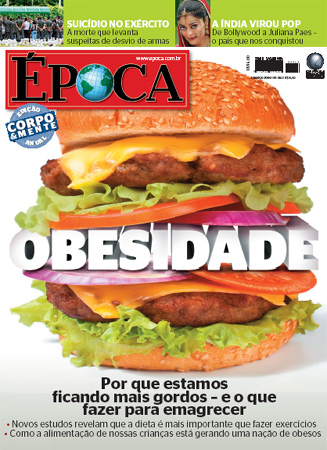 SUICÍDIO NO EXÉRCITO
A morte que levanta
suspeitas de desvio de armas
A ÍNDIA VIROU POP
De Bollywood a Juliana Paes –
o país que nos conquistou
www.epoca.com.br
ÉPOCA
EDIÇÃO
CORPO
&MENTE
ANUAL
OBESIDADE
Por que estamos
ficando mais gordos – e o que
fazer para emagrecer
• Novos estudos revelam que a dieta é mais importante que fazer exercícios
• Como a alimentação de nossas crianças está gerando uma nação de obesos